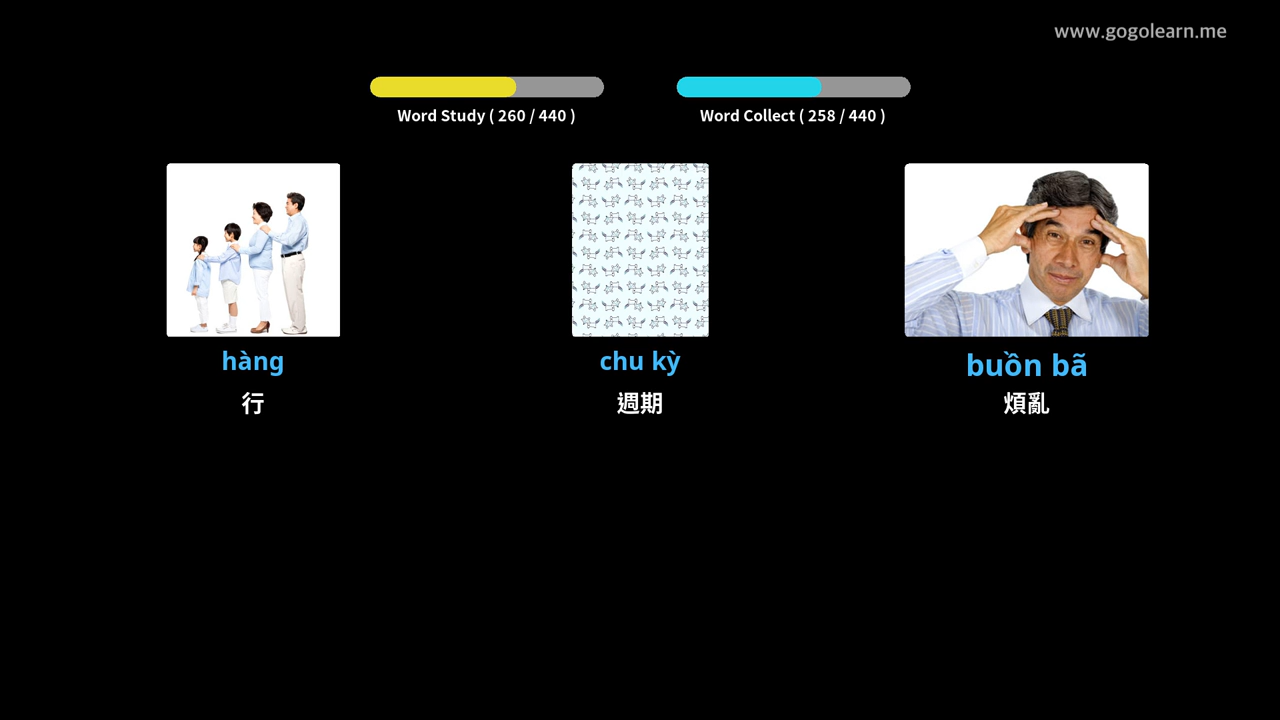 www.gogolearn.me
Word Study ( 260 / 440 )
Word Collect ( 258 / 440 )
hàng
chu kỳ
buồn bã
行
週期
煩亂